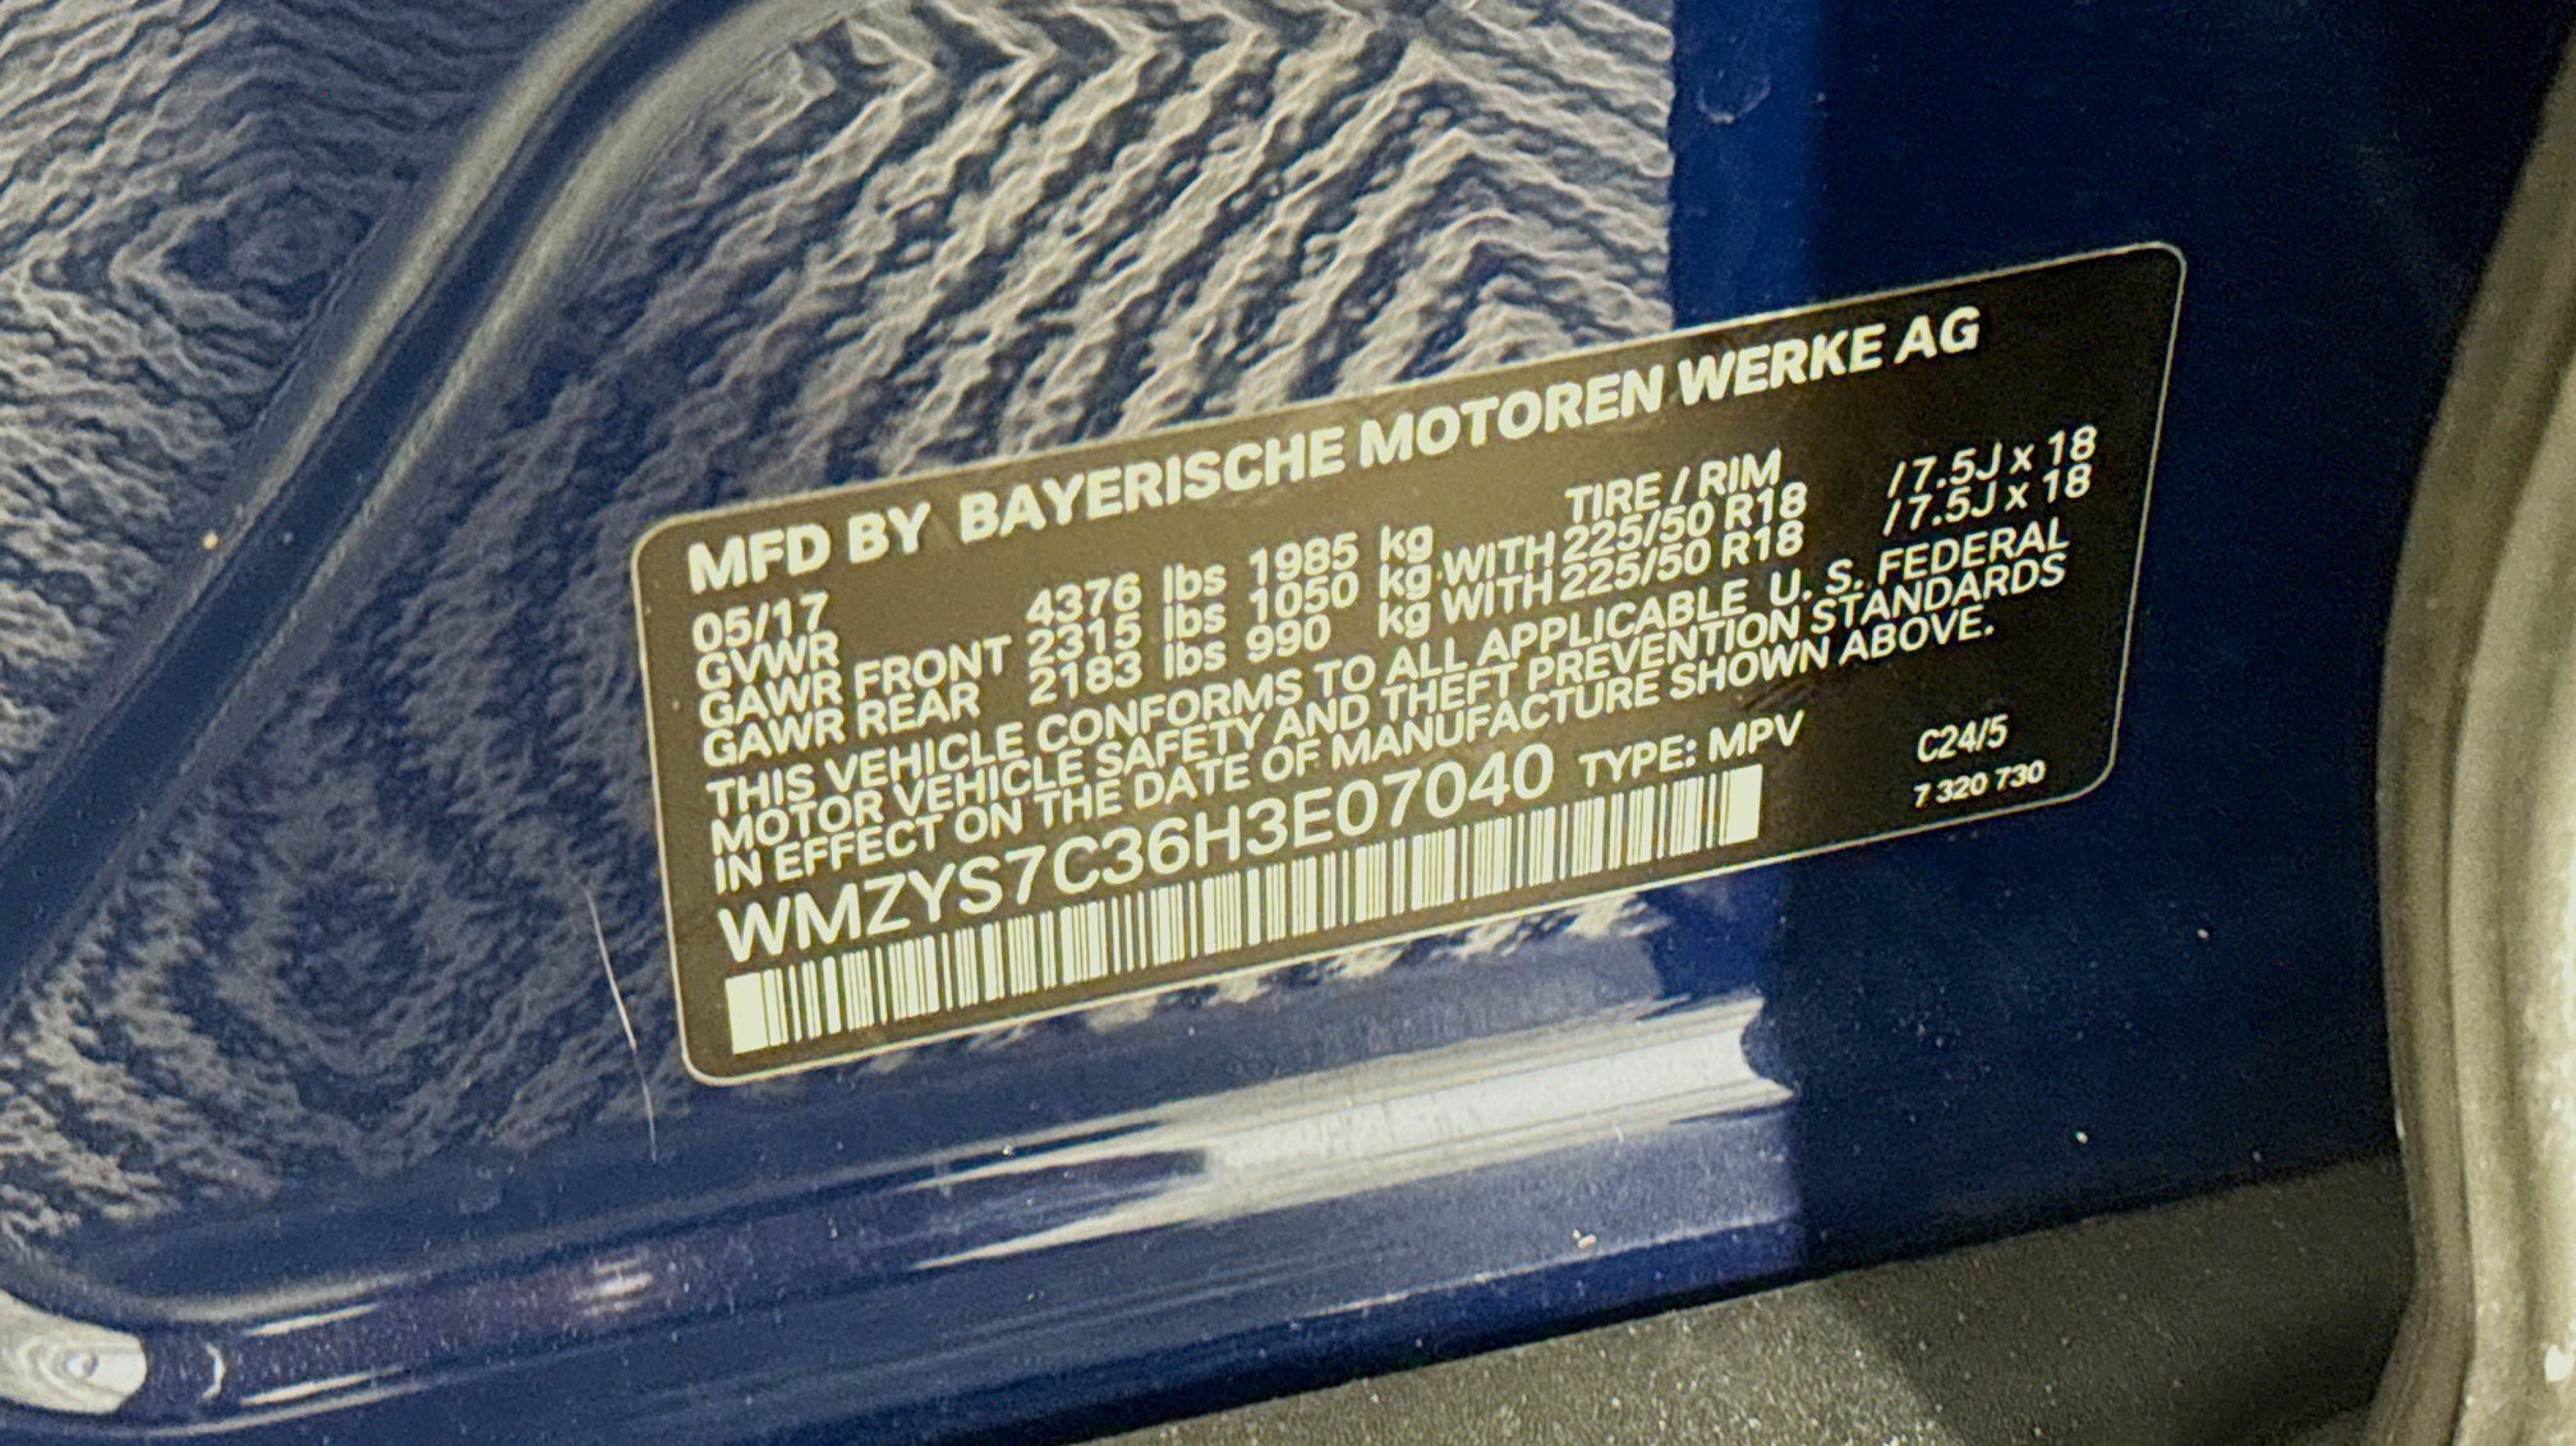 MFD BY BAYERISCHE MOTOREN WERKE AG
05/17 TIRE / RIM
GVWR 4376 lbs 1985 kg
GAWR FRONT 2315 lbs 1050 kg WITH 225/50 R18 / 7.5J x 18
GAWR REAR 2183 lbs 990 kg WITH 225/50 R18 / 7.5J x 18
THIS VEHICLE CONFORMS TO ALL APPLICABLE U. S. FEDERAL
MOTOR VEHICLE SAFETY AND THEFT PREVENTION STANDARDS
IN EFFECT ON THE DATE OF MANUFACTURE SHOWN ABOVE.
WMZYS7C36H3E07040 TYPE: MPV C24/5
7 320 730